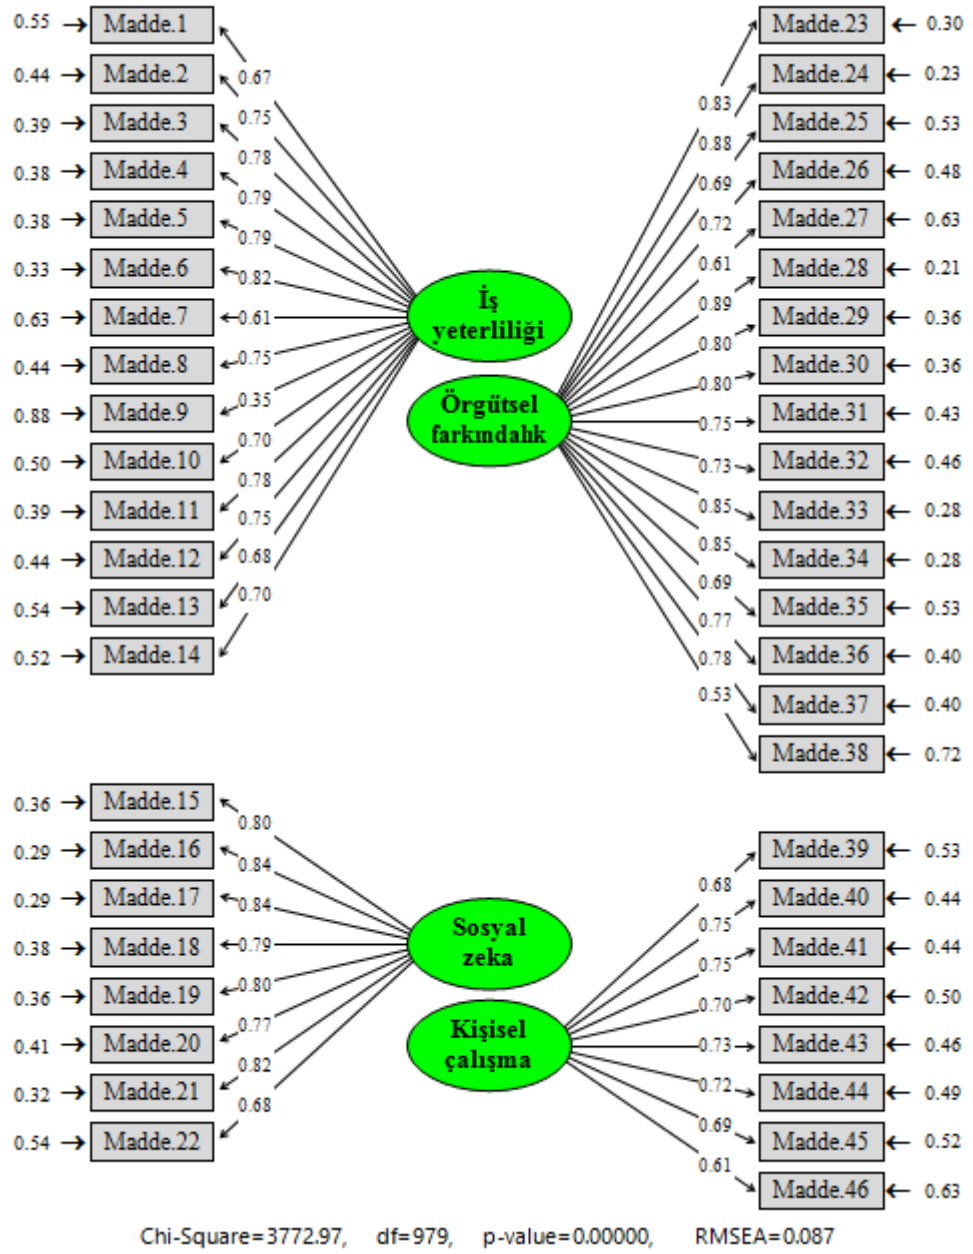 0.55 → Madde.1
0.44 → Madde.2
0.39 → Madde.3
0.38 → Madde.4
0.38 → Madde.5
0.33 → Madde.6
0.63 → Madde.7
0.44 → Madde.8
0.88 → Madde.9
0.50 → Madde.10
0.39 → Madde.11
0.44 → Madde.12
0.54 → Madde.13
0.52 → Madde.14
0.67
0.75
0.78
0.79
0.79
0.82
0.61
0.75
0.35
0.70
0.78
0.75
0.68
0.70
İş
yeterliliği
Örgütsel
farkındalık
0.83
0.88
0.69
0.72
0.61
0.89
0.80
0.80
0.75
0.73
0.85
0.85
0.69
0.77
0.78
0.53
Madde.23 ← 0.30
Madde.24 ← 0.23
Madde.25 ← 0.53
Madde.26 ← 0.48
Madde.27 ← 0.63
Madde.28 ← 0.21
Madde.29 ← 0.36
Madde.30 ← 0.36
Madde.31 ← 0.43
Madde.32 ← 0.46
Madde.33 ← 0.28
Madde.34 ← 0.28
Madde.35 ← 0.53
Madde.36 ← 0.40
Madde.37 ← 0.40
Madde.38 ← 0.72
0.36 → Madde.15
0.29 → Madde.16
0.29 → Madde.17
0.38 → Madde.18
0.36 → Madde.19
0.41 → Madde.20
0.32 → Madde.21
0.54 → Madde.22
0.80
0.84
0.84
0.79
0.80
0.77
0.82
0.68
Sosyal
zeka
Kişisel
çalışma
0.68
0.75
0.75
0.70
0.73
0.72
0.69
0.61
Madde.39 ← 0.53
Madde.40 ← 0.44
Madde.41 ← 0.44
Madde.42 ← 0.50
Madde.43 ← 0.46
Madde.44 ← 0.49
Madde.45 ← 0.52
Madde.46 ← 0.63
Chi-Square=3772.97, df=979, p-value=0.00000, RMSEA=0.087